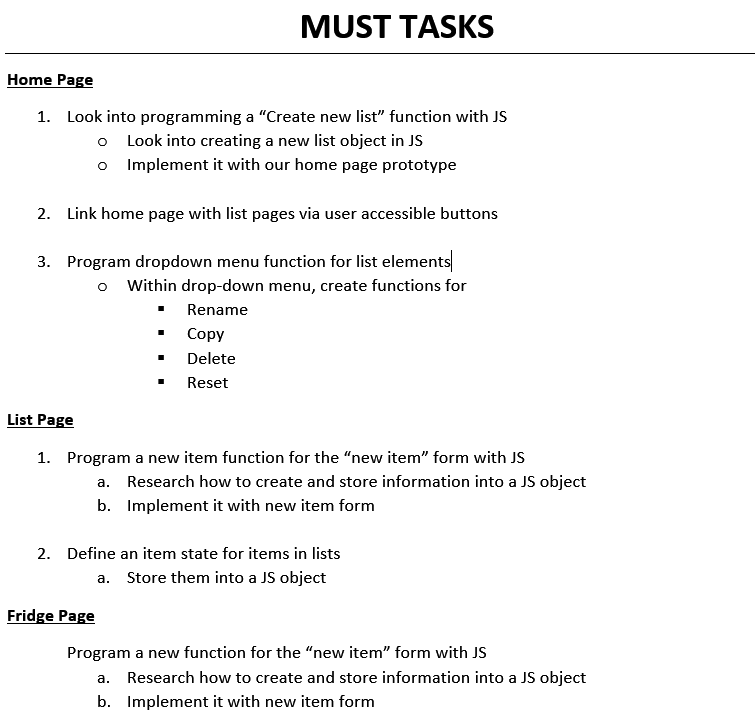 MUST TASKS
Home Page
1. Look into programming a “Create new list” function with JS
o Look into creating a new list object in JS
o Implement it with our home page prototype
2. Link home page with list pages via user accessible buttons
3. Program dropdown menu function for list elements
o Within drop-down menu, create functions for
▪ Rename
▪ Copy
▪ Delete
▪ Reset
List Page
1. Program a new item function for the “new item” form with JS
a. Research how to create and store information into a JS object
b. Implement it with new item form
2. Define an item state for items in lists
a. Store them into a JS object
Fridge Page
Program a new function for the “new item” form with JS
a. Research how to create and store information into a JS object
b. Implement it with new item form